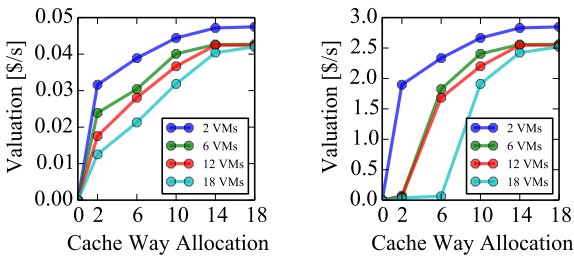 0.05
0.04
0.03
0.02
0.01
0.00
Valuation [$/s]
2 VMs
6 VMs
12 VMs
18 VMs
0 2 6 10 14 18
Cache Way Allocation
3.0
2.5
2.0
1.5
1.0
0.5
0.0
Valuation [$/s]
2 VMs
6 VMs
12 VMs
18 VMs
0 2 6 10 14 18
Cache Way Allocation